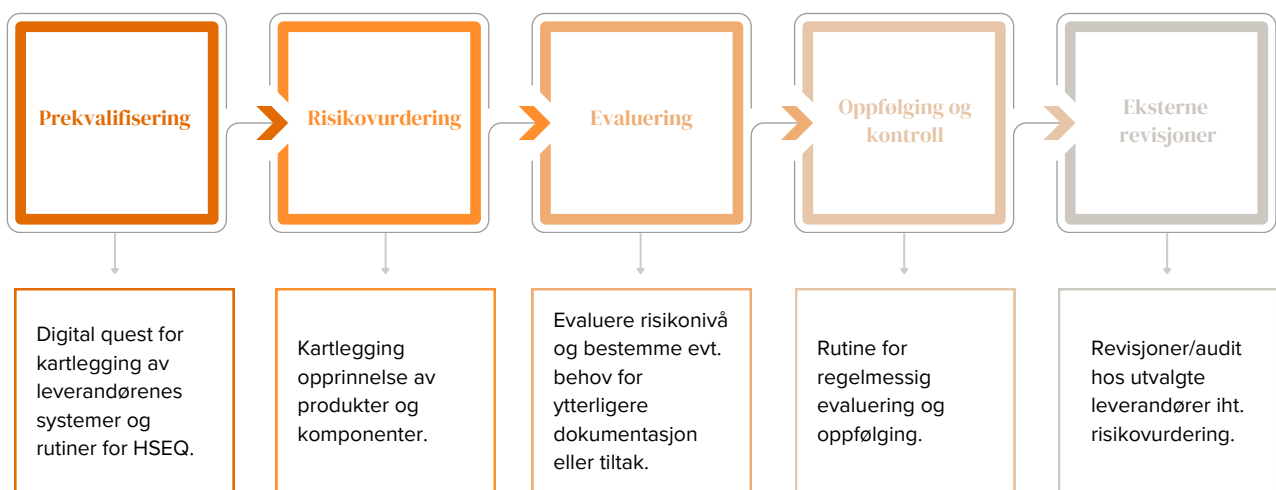 Prekvalifisering
Risikovurdering
Evaluering
Oppfølging og
kontroll
Eksterne
revisjoner
Digital quest for
kartlegging av
leverandørenes
systemer og
rutiner for HSEQ.
Kartlegging
opprinnelse av
produkter og
komponenter.
Evaluere risikonivå
og bestemme evt.
behov for
ytterligere
dokumentasjon
eller tiltak.
Rutine for
regelmessig
evaluering og
oppfølging.
Revisjoner/audit
hos utvalgte
leverandører iht.
risikovurdering.